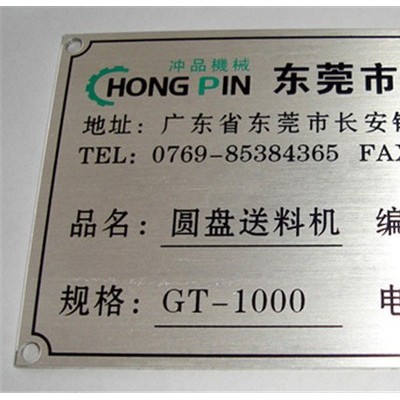 冲品機械
HONG PIN 东莞市
地址：广东省东莞市长安
TEL: 0769-85384365 FAX
品名：圆盘送料机 编
规格：GT-1000 电